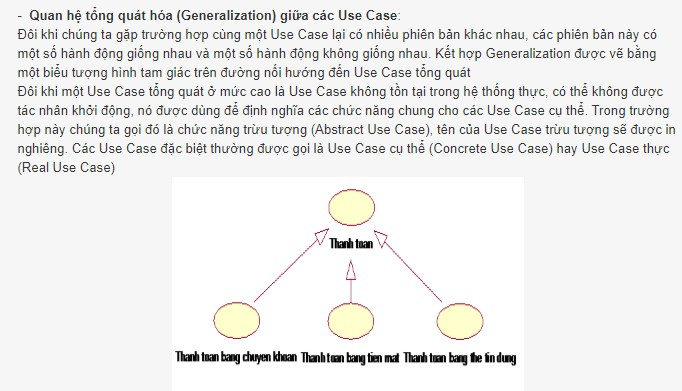 - Quan hệ tổng quát hóa (Generalization) giữa các Use Case:
Đôi khi chúng ta gặp trường hợp cùng một Use Case lại có nhiều phiên bản khác nhau, các phiên bản này có
một số hành động giống nhau và một số hành động không giống nhau. Kết hợp Generalization được vẽ bằng
một biểu tượng hình tam giác trên đường nối hướng đến Use Case tổng quát
Đôi khi một Use Case tổng quát ở mức cao là Use Case không tồn tại trong hệ thống thực, có thể không được
tác nhân khởi động, nó được dùng để định nghĩa các chức năng chung cho các Use Case cụ thể. Trong trường
hợp này chúng ta gọi đó là chức năng trừu tượng (Abstract Use Case), tên của Use Case trừu tượng sẽ được in
nghiêng. Các Use Case đặc biệt thường được gọi là Use Case cụ thể (Concrete Use Case) hay Use Case thực
(Real Use Case)
Thanh toan
Thanh toan bang chuyen khoan Thanh toan bang tien mat Thanh toan bang the tin dung